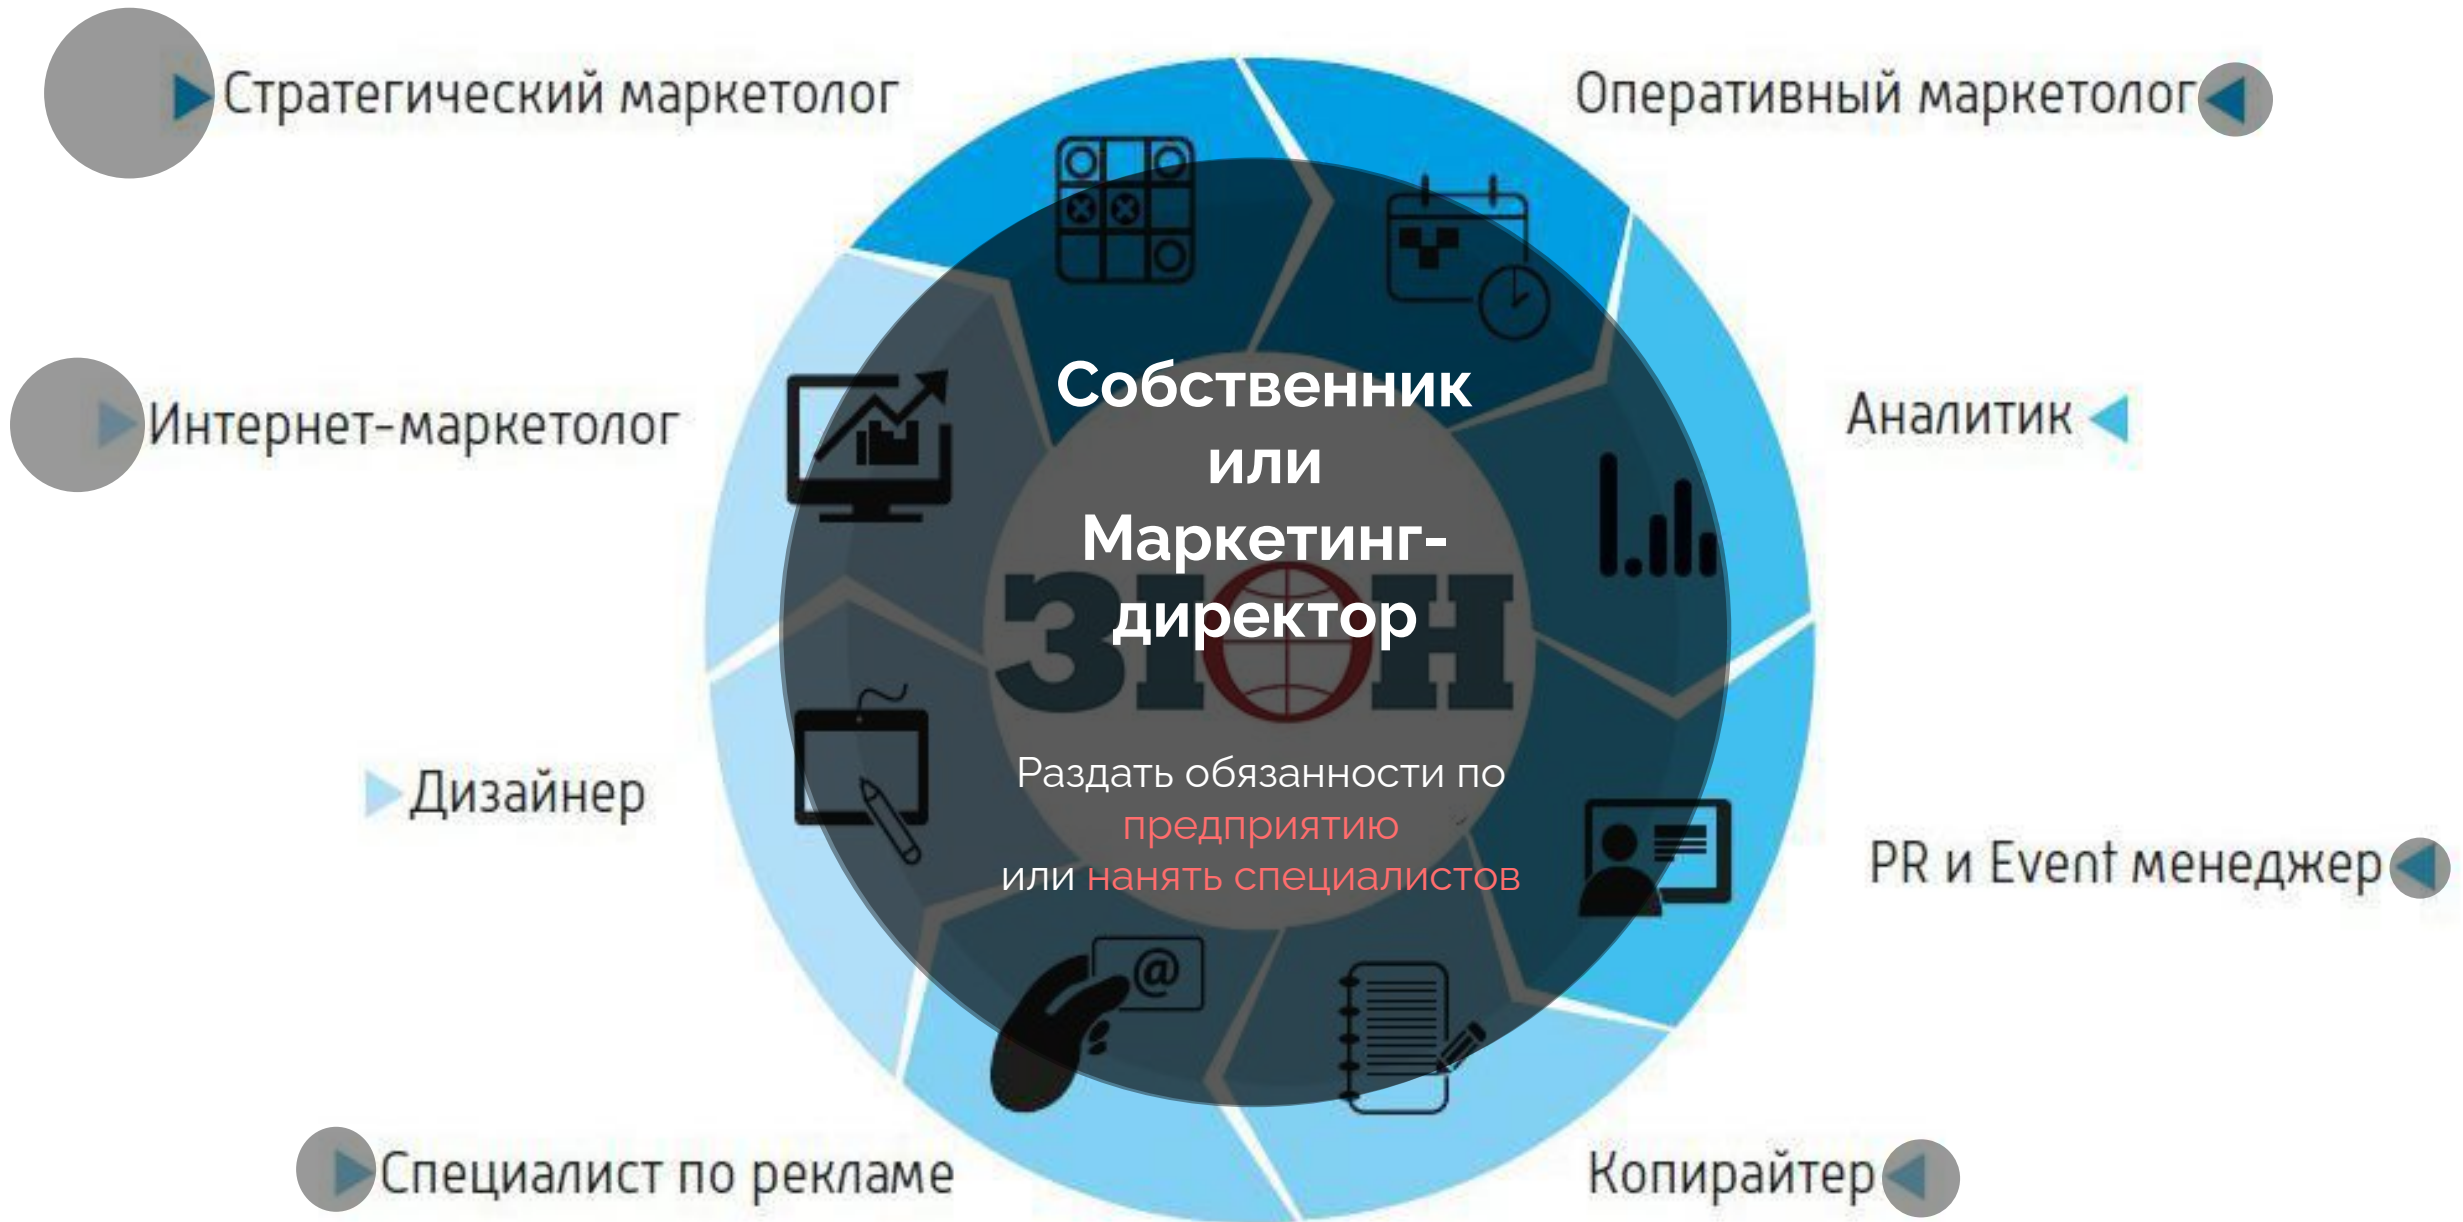 Стратегический маркетолог
Оперативный маркетолог
Интернет-маркетолог
Аналитик
Собственник
или
Маркетинг-
директор
ЗІОН
Раздать обязанности по
предприятию
или нанять специалистов
Дизайнер
PR и Event менеджер
@
Специалист по рекламе
Копирайтер